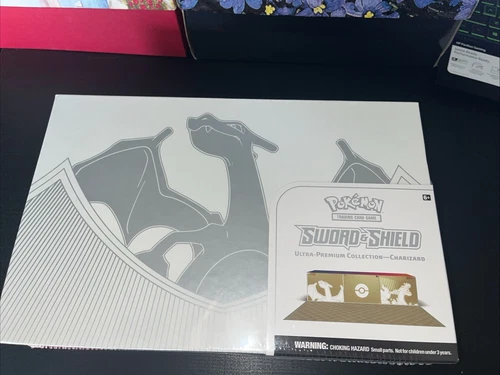 6+
Pokémon
TRADING CARD GAME
SWORD & SHIELD
ULTRA-PREMIUM COLLECTION—CHARIZARD
WARNING: CHOKING HAZARD Small parts. Not for children under 3 years.